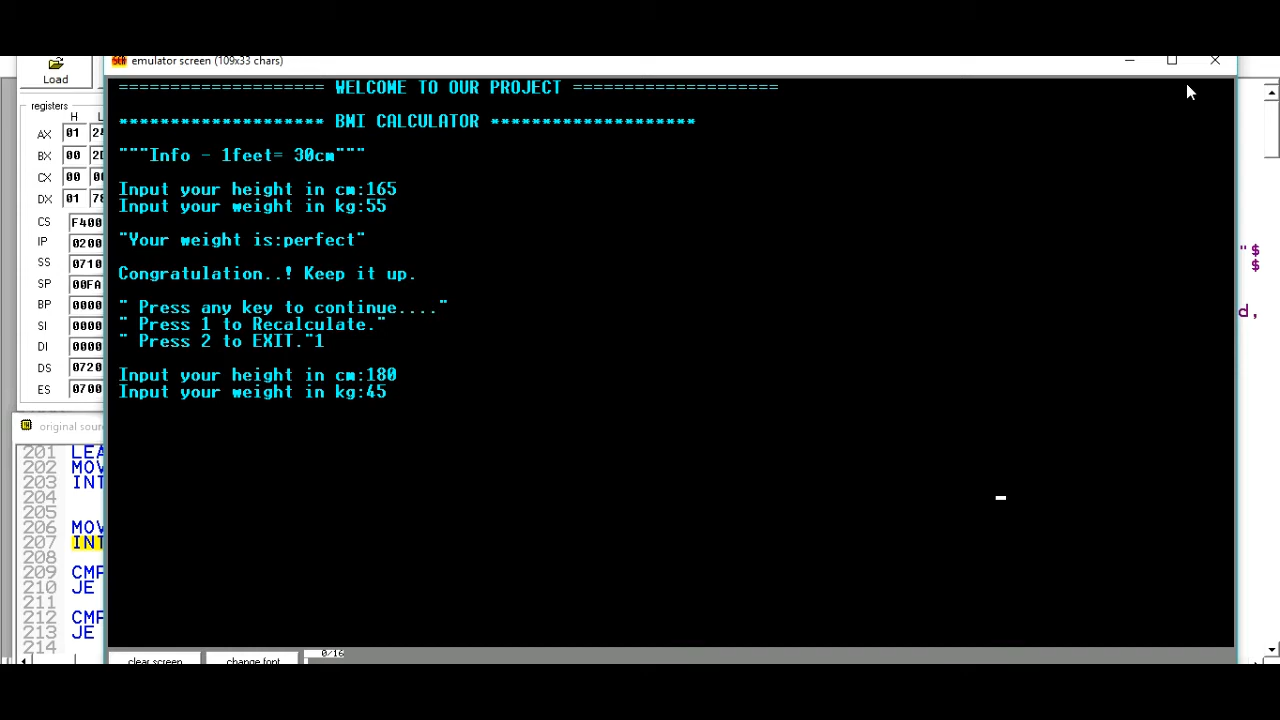 Load
emulator screen (109x33 chars)
==================== WELCOME TO OUR PROJECT ====================
******************** BMI CALCULATOR ********************
"""Info - 1feet= 30cm"""
Input your height in cm:165
Input your weight in kg:55
"Your weight is:perfect"
Congratulation..! Keep it up.
" Press any key to continue...."
" Press 1 to Recalculate."
" Press 2 to EXIT."1
Input your height in cm:180
Input your weight in kg:45
registers
H
AX 01
BX 00
CX 00
DX 01
CS F400
IP 0200
SS 0710
SP 00FA
BP 0000
SI 0000
DI 0000
DS 0720
ES 0700
"$
$
d,
original
201 LEA
202 MOV
203 INT
204
205
206 MOV
207 INT
208
209 CMP
210 JE
211
212 CMP
213 JE
214
clear screen change font 0/16